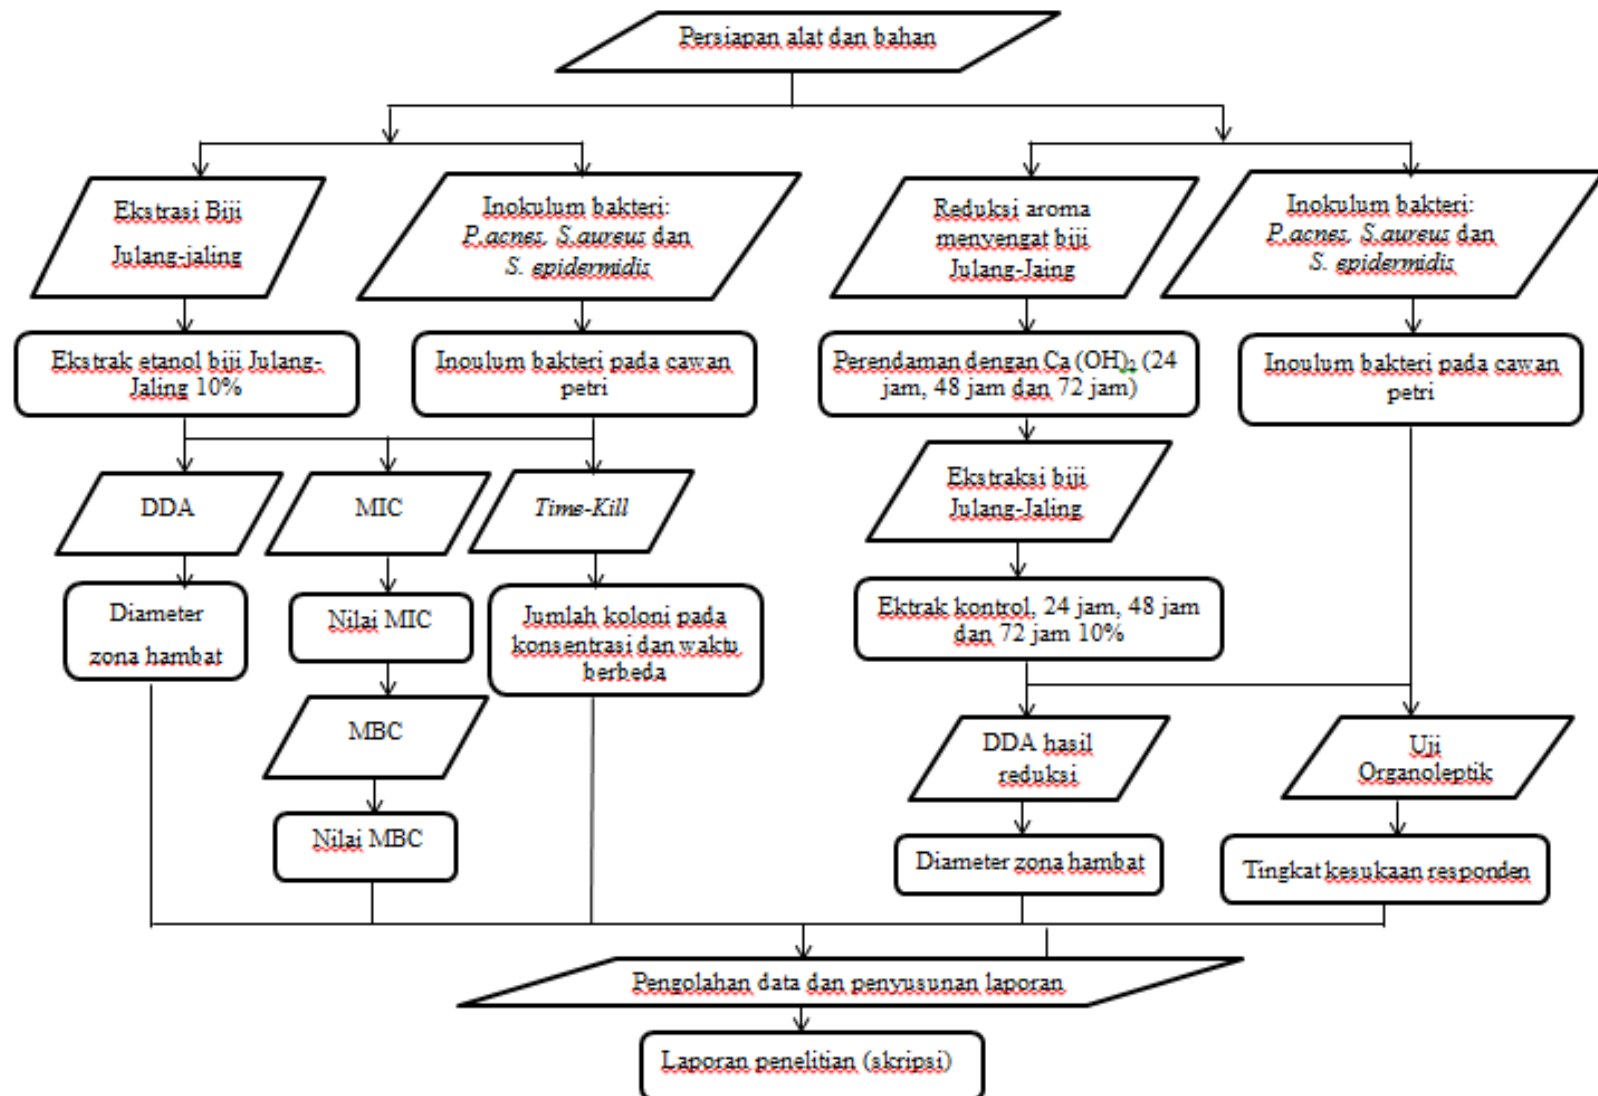 Persiapan alat dan bahan
Ekstrasi Biji
Julang-jaling
Inokulum bakteri:
P.acnes, S.aureus dan
S. epidermidis
Reduksi aroma
menyengat biji
Julang-Jaing
Inokulum bakteri:
P.acnes, S.aureus dan
S. epidermidis
Ekstrak etanol biji Julang-
Jaling 10%
Inoulum bakteri pada cawan
petri
Perendaman dengan Ca (OH)₂ (24
jam, 48 jam dan 72 jam)
Inoulum bakteri pada cawan
petri
DDA
MIC
Time-Kill
Ekstraksi biji
Julang-Jaling
Diameter
zona hambat
Nilai MIC
Jumlah koloni pada
konsentrasi dan waktu
berbeda
Ektrak kontrol, 24 jam, 48 jam
dan 72 jam 10%
MBC
DDA hasil
reduksi
Uji
Organoleptik
Nilai MBC
Diameter zona hambat
Tingkat kesukaan responden
Pengolahan data dan penyusunan laporan
Laporan penelitian (skripsi)